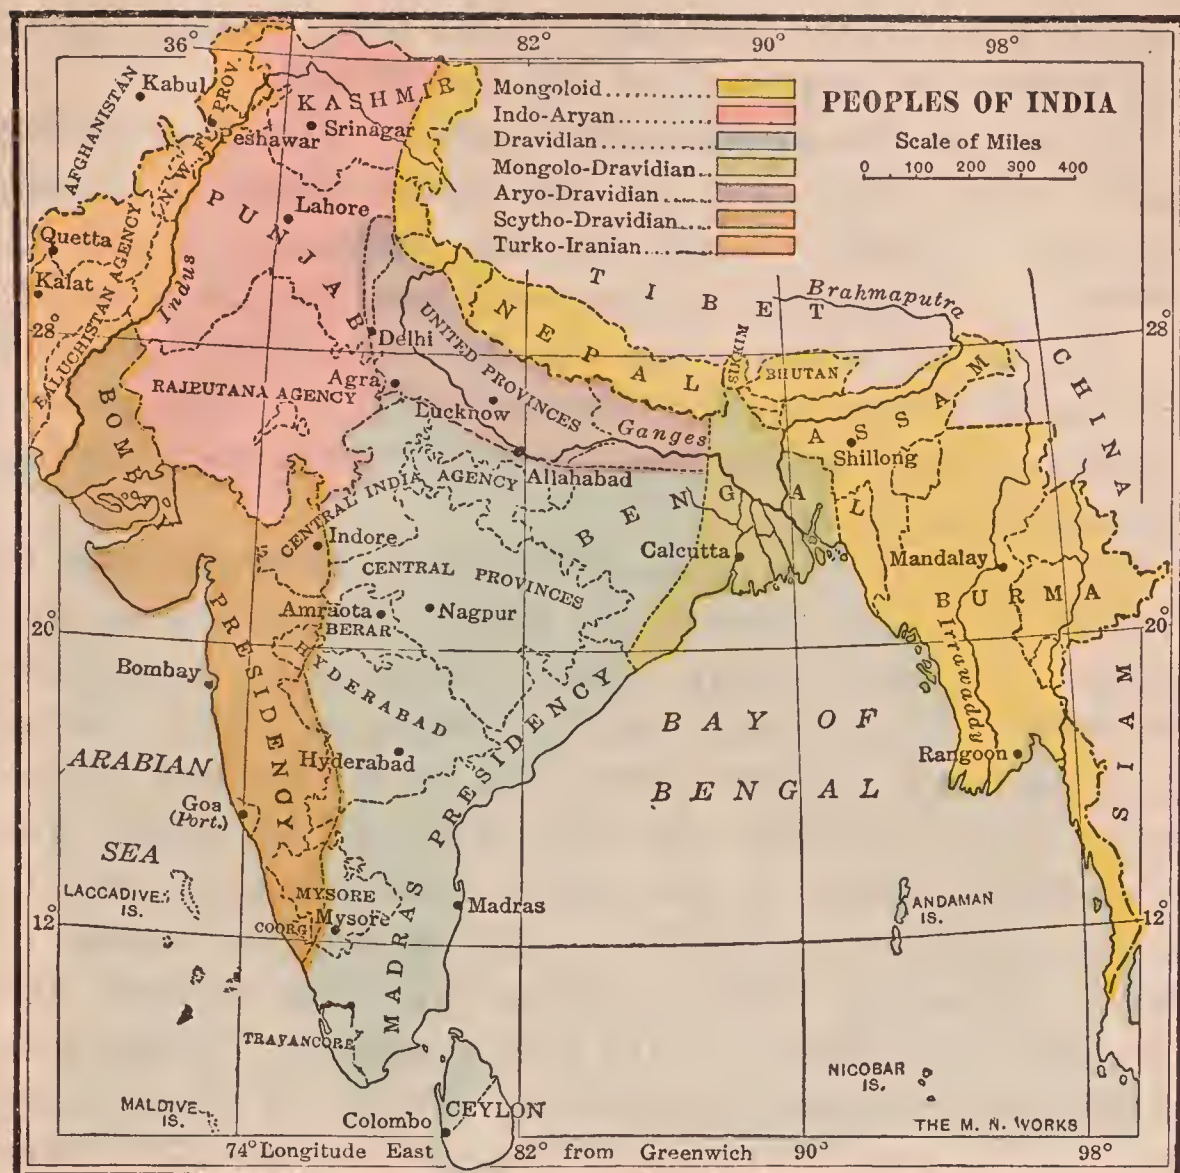 36°
82°
90°
98°
PEOPLES OF INDIA
Scale of Miles
0 100 200 300 400
Mongoloid
Indo-Aryan
Dravidian
Mongolo-Dravidian
Aryo-Dravidian
Scytho-Dravidian
Turko-Iranian
AFGHANISTAN
Kabul
N. W. F. PROV.
Peshawar
KASHMIR
Srinagar
PUNJAB
Lahore
Quetta
Kalat
BALUCHISTAN AGENCY
Indus
28°
TIBET
Brahmaputra
28°
NEPAL
SIKKIM
BHUTAN
ASSAM
CHINA
Delhi
UNITED PROVINCES
Agra
RAJPUTANA AGENCY
Lucknow
Ganges
Allahabad
Shillong
BOMBAY
CENTRAL INDIA AGENCY
BENGAL
Indore
Calcutta
Mandalay
CENTRAL PROVINCES
BURMA
Amraota
Nagpur
BERAR
20°
20°
PRESIDENCY
HYDERABAD
Irrawaddy
Bombay
BAY OF
BENGAL
SIAM
ARABIAN
SEA
Hyderabad
Rangoon
Goa
(Port.)
MADRAS PRESIDENCY
LACCADIVE
IS.
MYSORE
Mysore
COORG
Madras
ANDAMAN
IS.
12°
12°
TRAVANCORE
NICOBAR
IS.
MALDIVE
IS.
Colombo
CEYLON
THE M. N. WORKS
74° Longitude East 82° from Greenwich 90° 98°